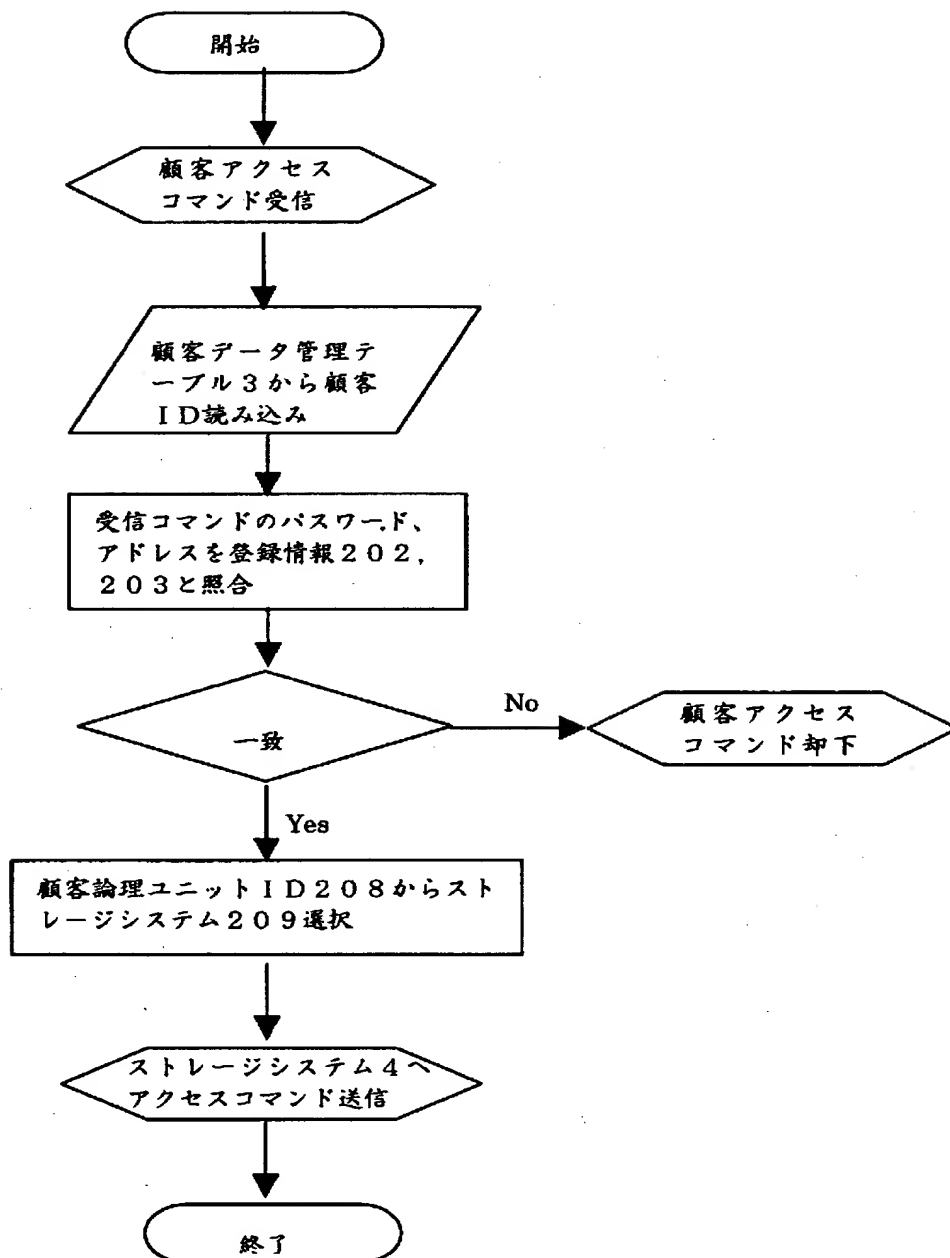 開始
顧客アクセス
コマンド受信
顧客データ管理テ
ーブル３から顧客
ＩＤ読み込み
受信コマンドのパスワード、
アドレスを登録情報２０２，
２０３と照合
一致
No
顧客アクセス
コマンド却下
Yes
顧客論理ユニットＩＤ２０８からスト
レージシステム２０９選択
ストレージシステム４へ
アクセスコマンド送信
終了